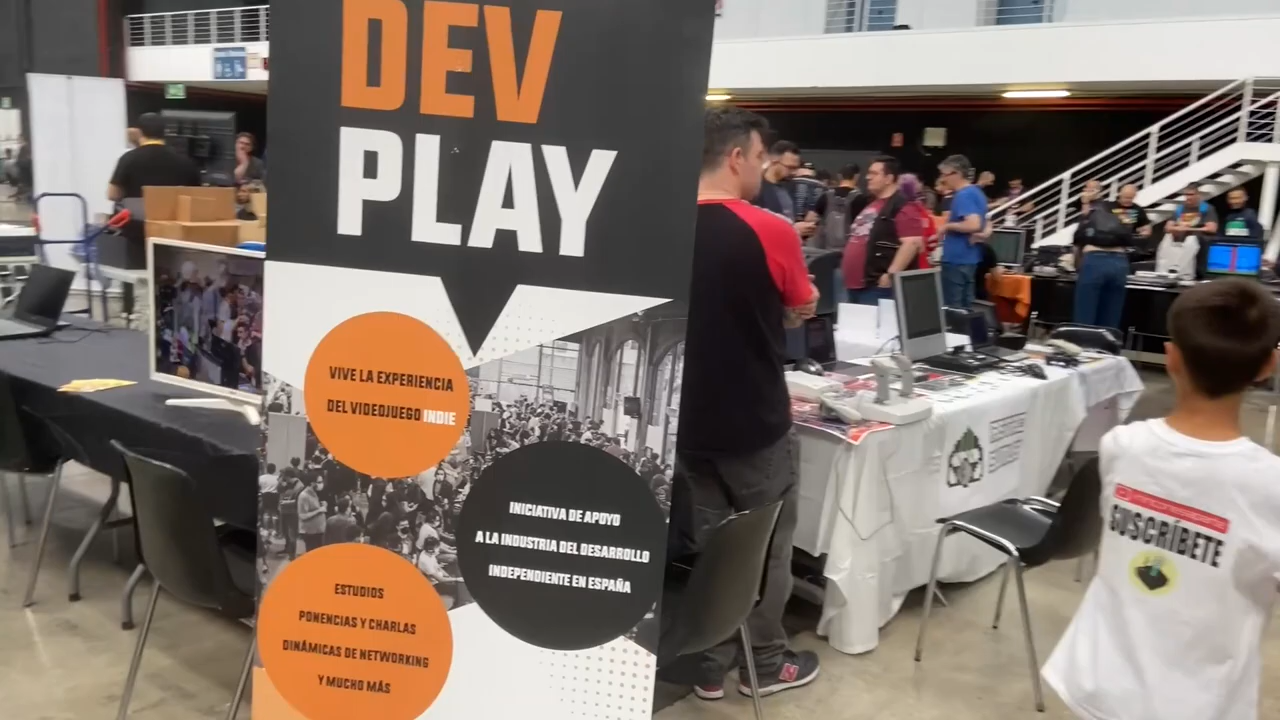 DEV
PLAY
VIVE LA EXPERIENCIA
DEL VIDEOJUEGO INDIE
INICIATIVA DE APOYO
A LA INDUSTRIA DEL DESARROLLO
INDEPENDIENTE EN ESPAÑA
ESTUDIOS
PONENCIAS Y CHARLAS
DINÁMICAS DE NETWORKING
Y MUCHO MÁS
SUSCRÍBETE